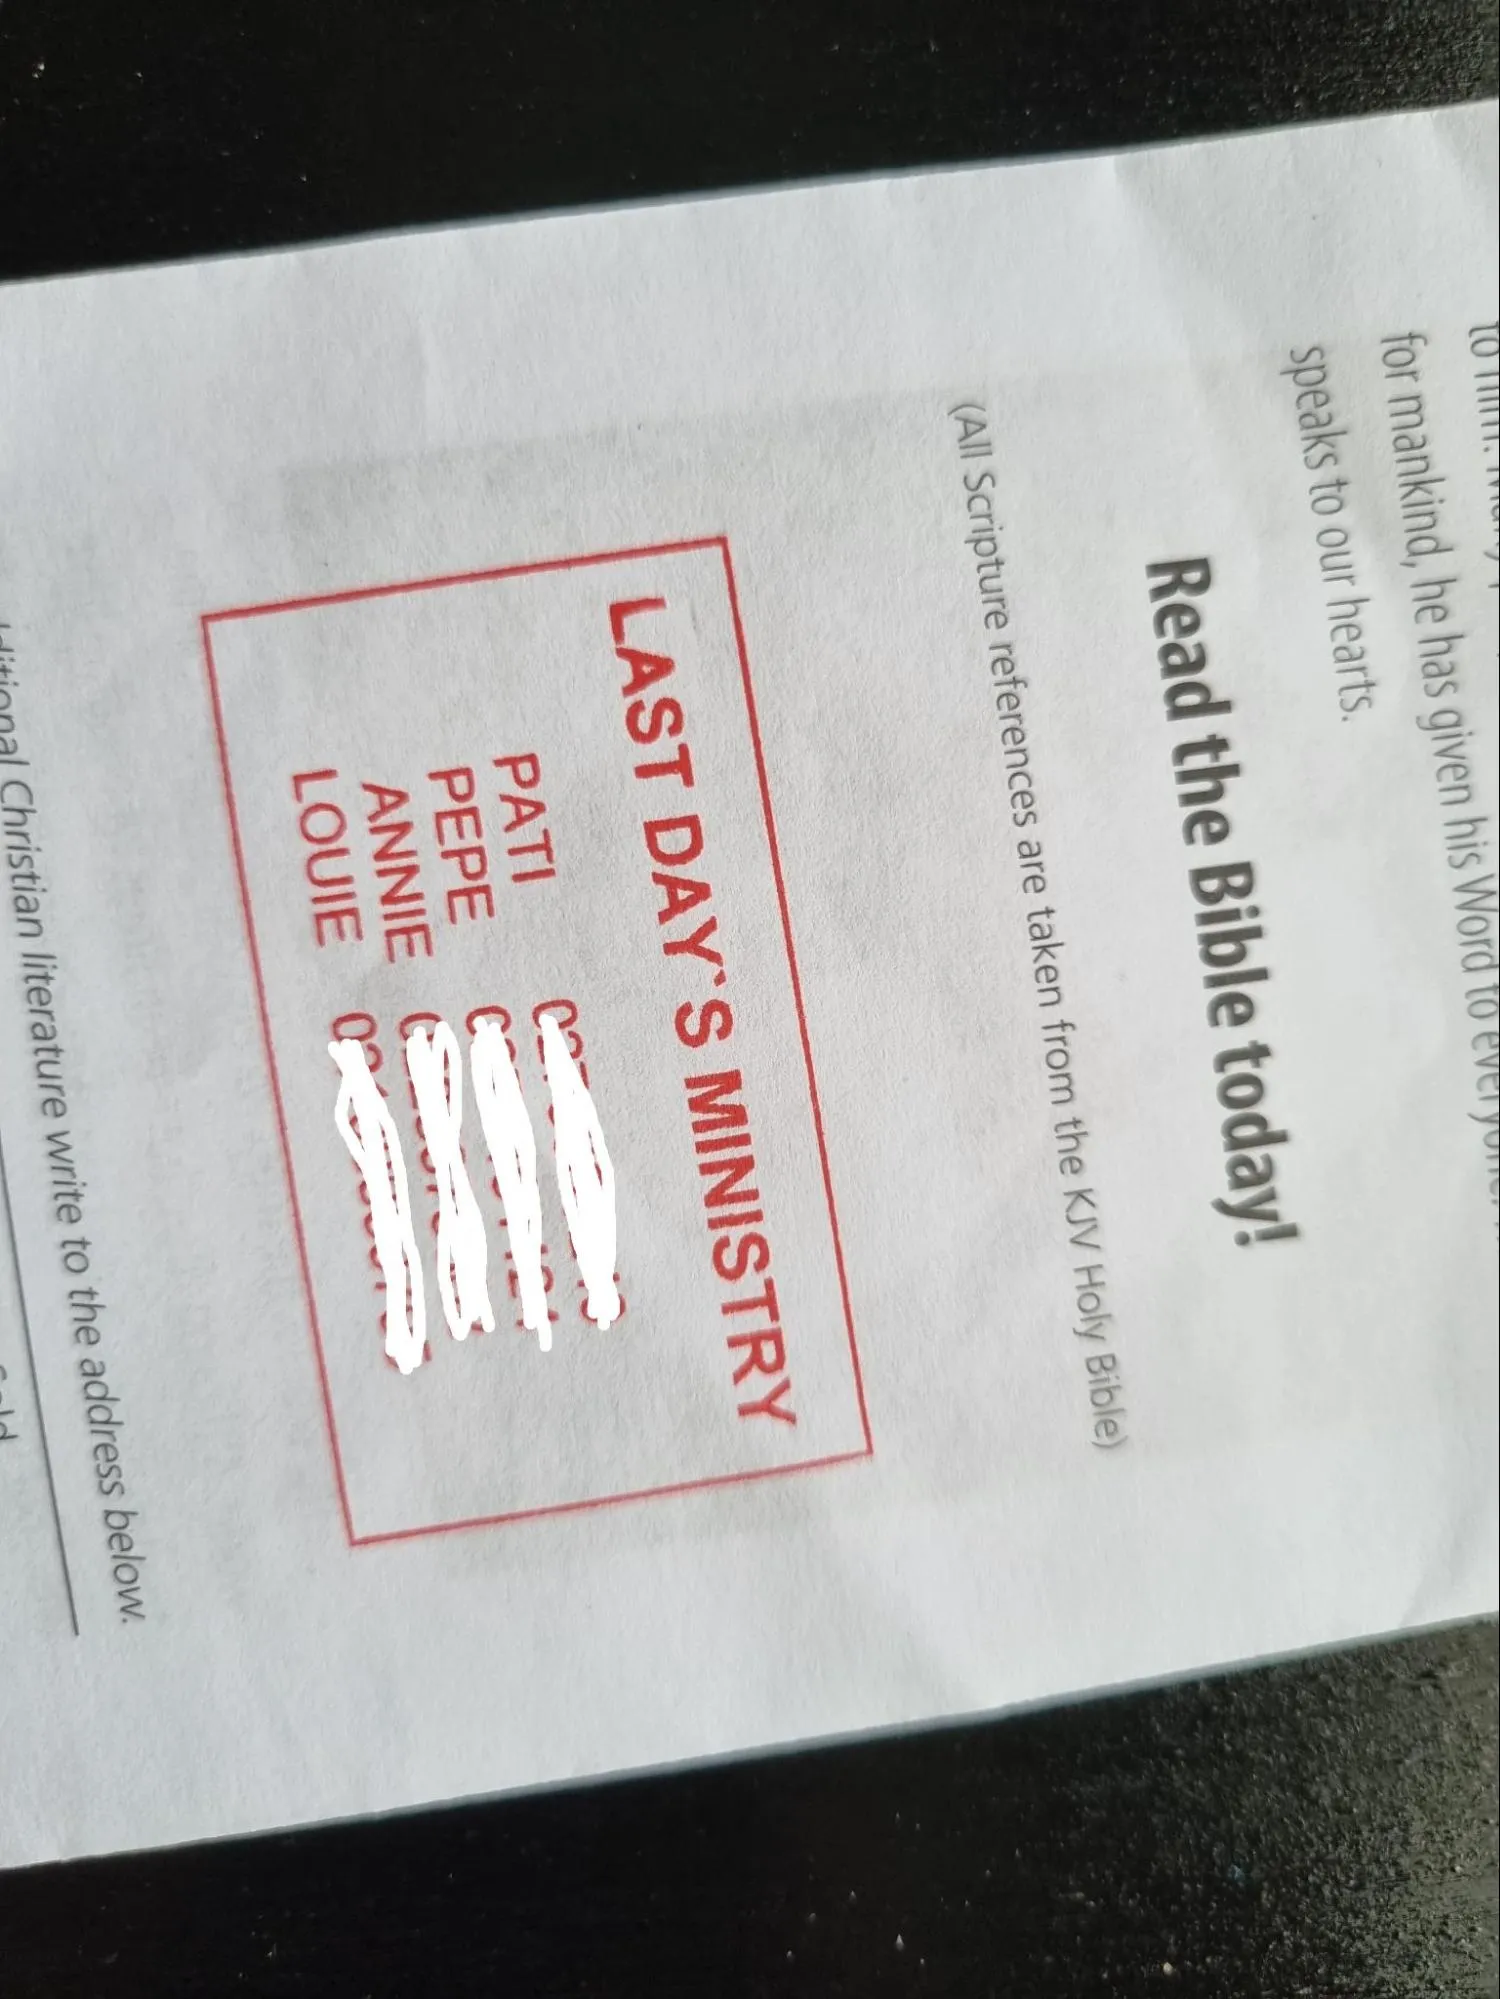 for mankind, he has given his Word to
speaks to our hearts.
Read the Bible today!
(All Scripture references are taken from the KJV Holy Bible)
LAST DAY'S MINISTRY
PATI
PEPE
ANNIE
LOUIE
Christian literature write to the address below.